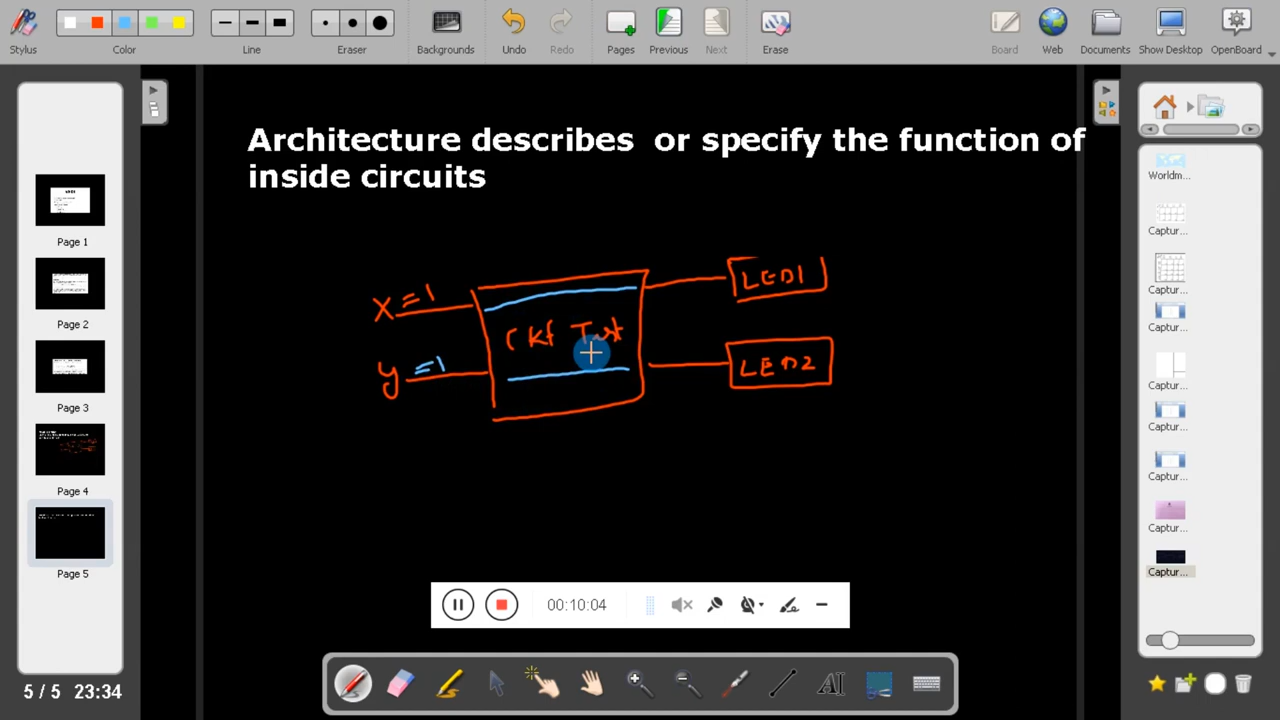 Stylus
Color
Line
Eraser
Backgrounds
Undo
Redo
Pages
Previous
Next
Erase
Board
Web
Documents
Show Desktop
OpenBoard
Architecture describes or specify the function of
inside circuits
Page 1
Page 2
Page 3
Page 4
Page 5
5 / 5 23:34
x=1
y=1
Ckt
LED1
LED2
00:10:04
AI
Worldm...
Captur...
Captur...
Captur...
Captur...
Captur...
Captur...
Captur...
Captur...